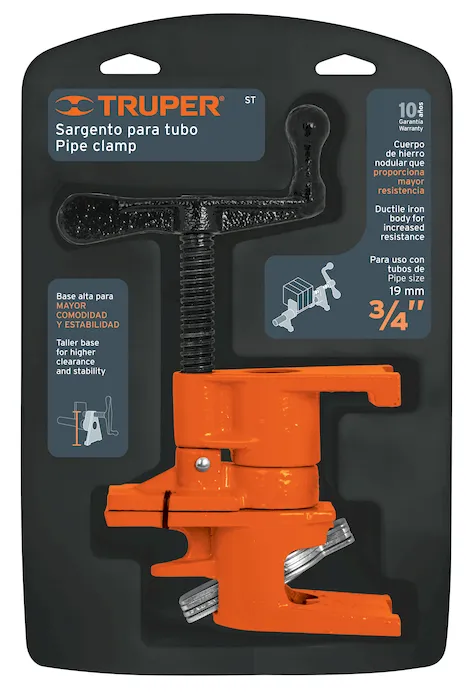 TRUPER®
ST
Sargento para tubo
Pipe clamp
10 años
Garantía
Warranty
Cuerpo
de hierro
nodular que
proporciona
mayor
resistencia
Ductile iron
body for
increased
resistance
Para uso con
tubos de
Pipe size
19 mm
3/4"
Base alta para
MAYOR
COMODIDAD
Y ESTABILIDAD
Taller base
for higher
clearance
and stability